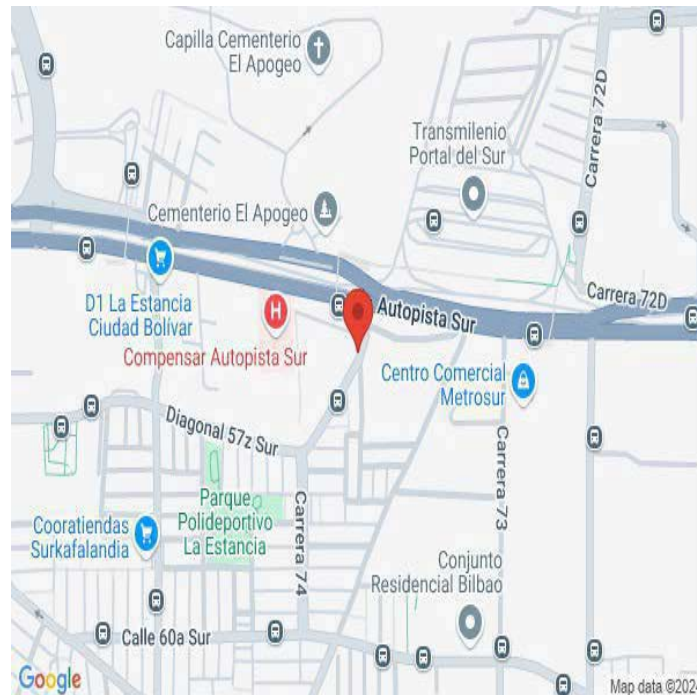 Capilla Cementerio
El Apogeo
Transmilenio
Portal del Sur
Carrera 72D
Cementerio El Apogeo
D1 La Estancia
Ciudad Bolívar
H
Compensar Autopista Sur
Autopista Sur
Carrera 72D
Centro Comercial
Metrosur
Diagonal 57z Sur
Carrera 73
Carrera 74
Parque
Polideportivo
La Estancia
Cooratiendas
Surkafalandia
Conjunto
Residencial Bilbao
Calle 60a Sur
Google
Map data ©202